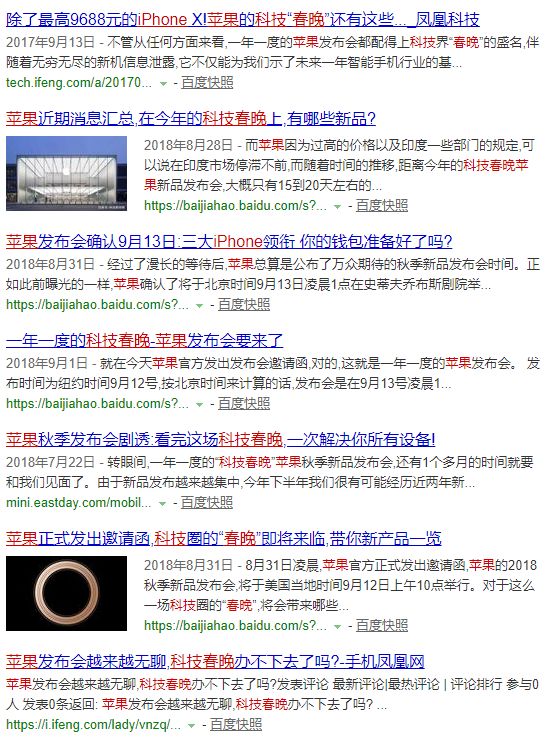 除了最高9688元的iPhone X!苹果的科技“春晚”还有这些..._凤凰科技
2017年9月13日 - 不管从任何方面来看,一年一度的苹果发布会都配得上科技界“春晚”的盛名,伴
随着无穷无尽的新机信息泄露,它不仅能为我们示了未来一年智能手机行业的基...
tech.ifeng.com/a/20170... - 百度快照
苹果近期消息汇总,在今年的科技春晚上,有哪些新品?
2018年8月28日 - 而苹果因为过高的价格以及印度一些部门的规定,可
以说在印度市场停滞不前,而随着时间的推移,距离今年的科技春晚苹
果新品发布会,大概只有15到20天左右的...
https://baijiahao.baidu.com/s?... - 百度快照
苹果发布会确认9月13日:三大iPhone领衔 你的钱包准备好了吗?
2018年8月31日 - 经过了漫长的等待后,苹果总算是公布了万众期待的秋季新品发布会时间。正
如此前曝光的一样,苹果确认了将于北京时间9月13日凌晨1点在史蒂夫乔布斯剧院举...
https://baijiahao.baidu.com/s?... - 百度快照
一年一度的科技春晚-苹果发布会要来了
2018年9月1日 - 就在今天苹果官方发出发布会邀请函,对的,这就是一年一度的苹果发布会。 发
布时间为纽约时间9月12号,按北京时间来计算的话,发布会是在9月13号凌晨1...
https://baijiahao.baidu.com/s?... - 百度快照
苹果秋季发布会剧透:看完这场科技春晚,一次解决你所有设备!
2018年7月22日 - 转眼间,一年一度的“科技春晚”苹果秋季新品发布会,还有1个多月的时间就要
和我们见面了。由于新品发布越来越集中,今年下半年我们很有可能经历近两年新...
mini.eastday.com/mobil... - 百度快照
苹果正式发出邀请函,科技圈的“春晚”即将来临,带你新产品一览
2018年8月31日 - 8月31日凌晨,苹果官方正式发出邀请函,苹果的2018
秋季新品发布会,将于美国当地时间9月12日上午10点举行。对于这么
一场科技圈的“春晚”,将会带来哪些...
https://baijiahao.baidu.com/s?... - 百度快照
苹果发布会越来越无聊,科技春晚办不下去了吗?-手机凤凰网
苹果发布会越来越无聊,科技春晚办不下去了吗?发表评论 最新评论|最热评论 | 评论排行 参与0
人 发表0条返回: 苹果发布会越来越无聊,科技春晚办不下去了吗? ...
https://i.ifeng.com/lady/vnzq/... - 百度快照